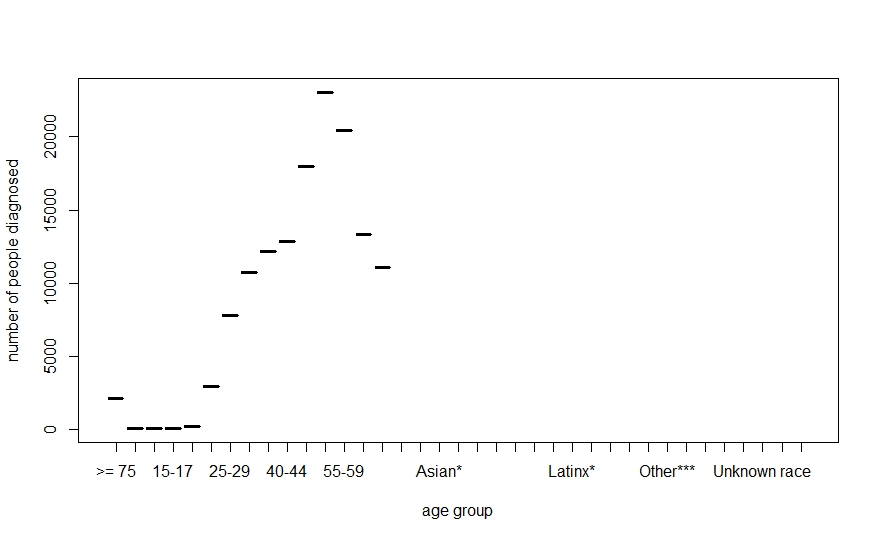 number of people diagnosed
20000
15000
10000
5000
0
>= 75 15-17 25-29 40-44 55-59 Asian* Latinx* Other*** Unknown race
age group